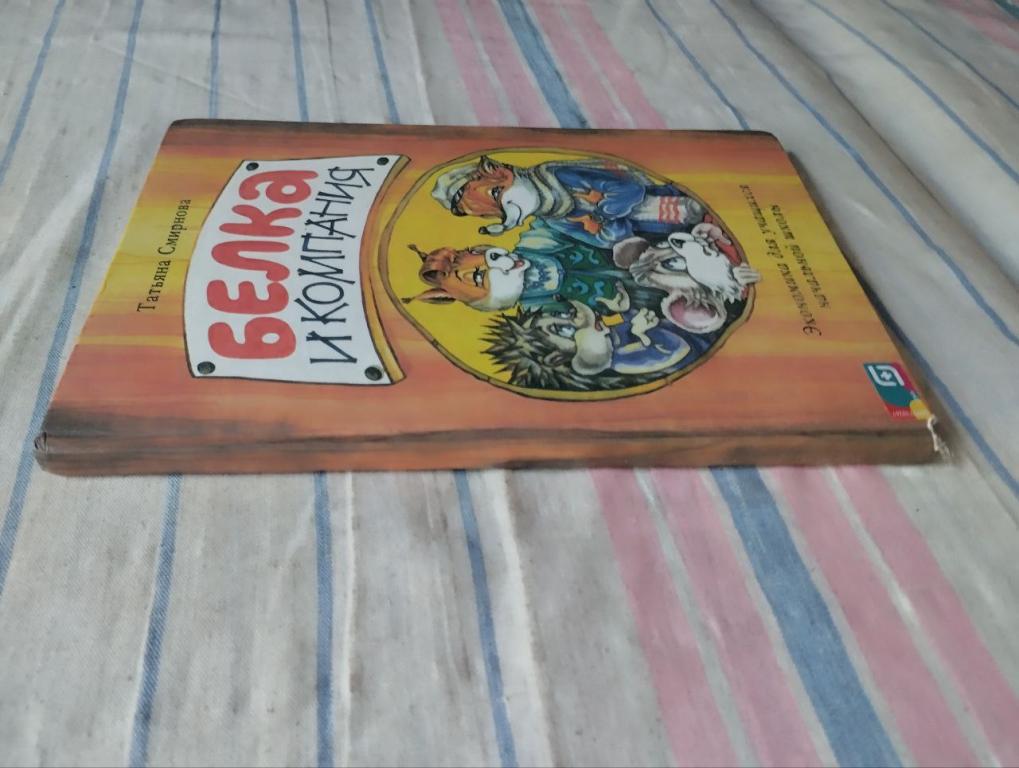 Татьяна Смирнова
БЕЛКА
И КОМПАНИЯ
Экономика для учащихся
начальной школы